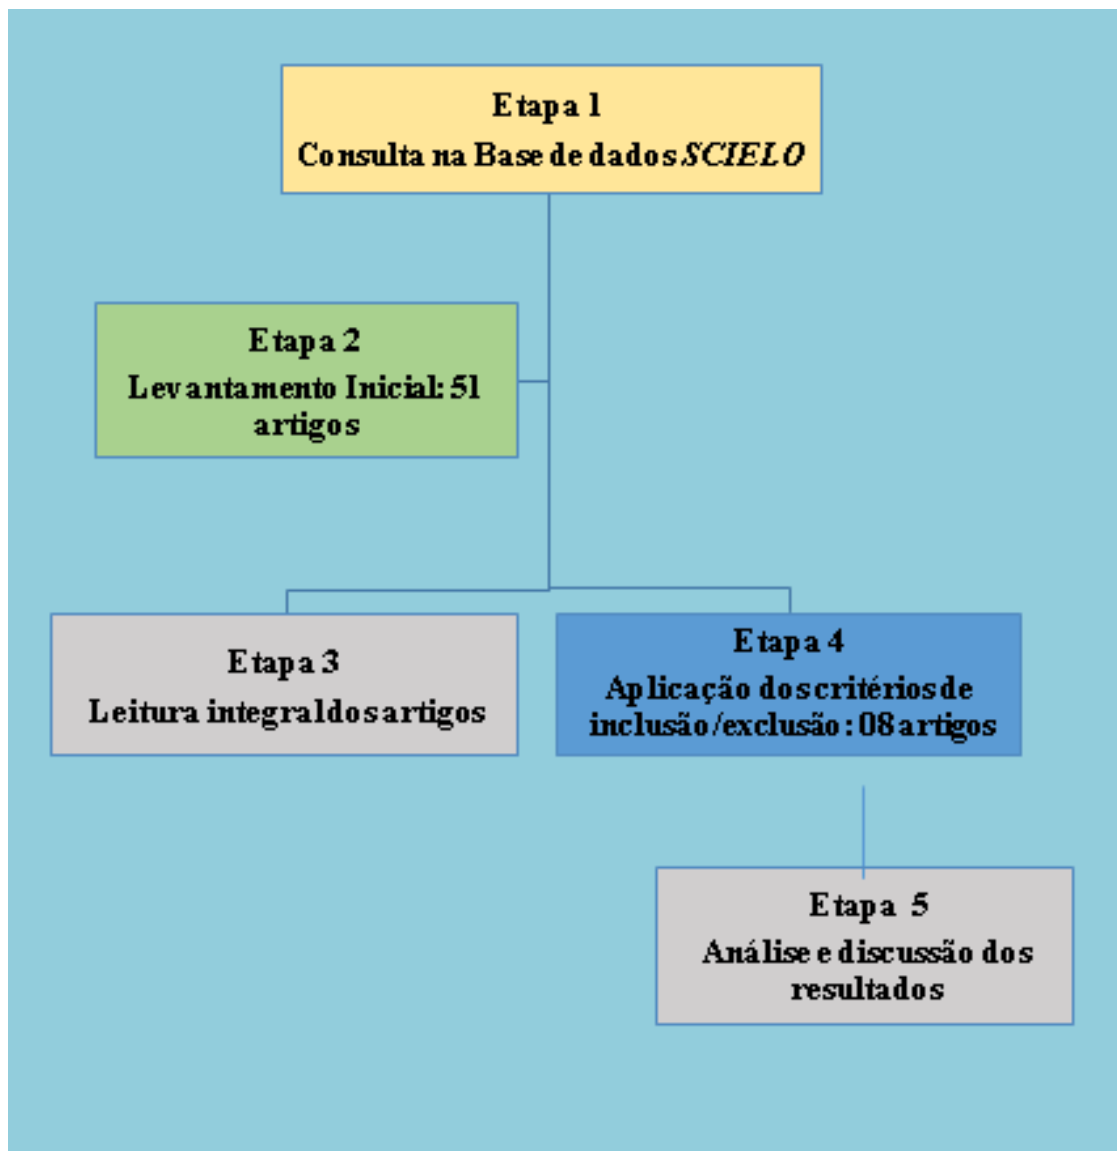 Etapa 1
Consulta na Base de dados SCIELO
Etapa 2
Levantamento Inicial: 51
artigos
Etapa 3
Leitura integral dos artigos
Etapa 4
Aplicação dos critérios de
inclusão/exclusão: 08 artigos
Etapa 5
Análise e discussão dos
resultados